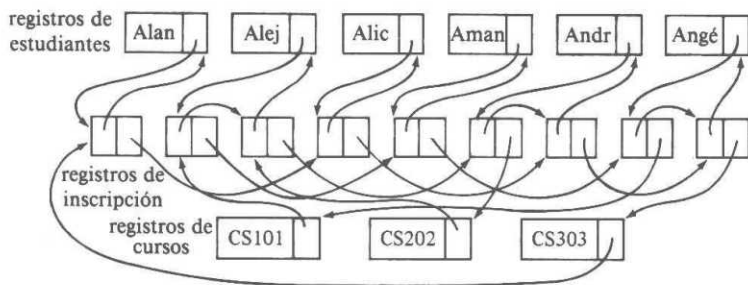 registros de
estudiantes
Alan
Alej
Alic
Aman
Andr
Angé
registros de
inscripción
registros de
cursos
CS101
CS202
CS303